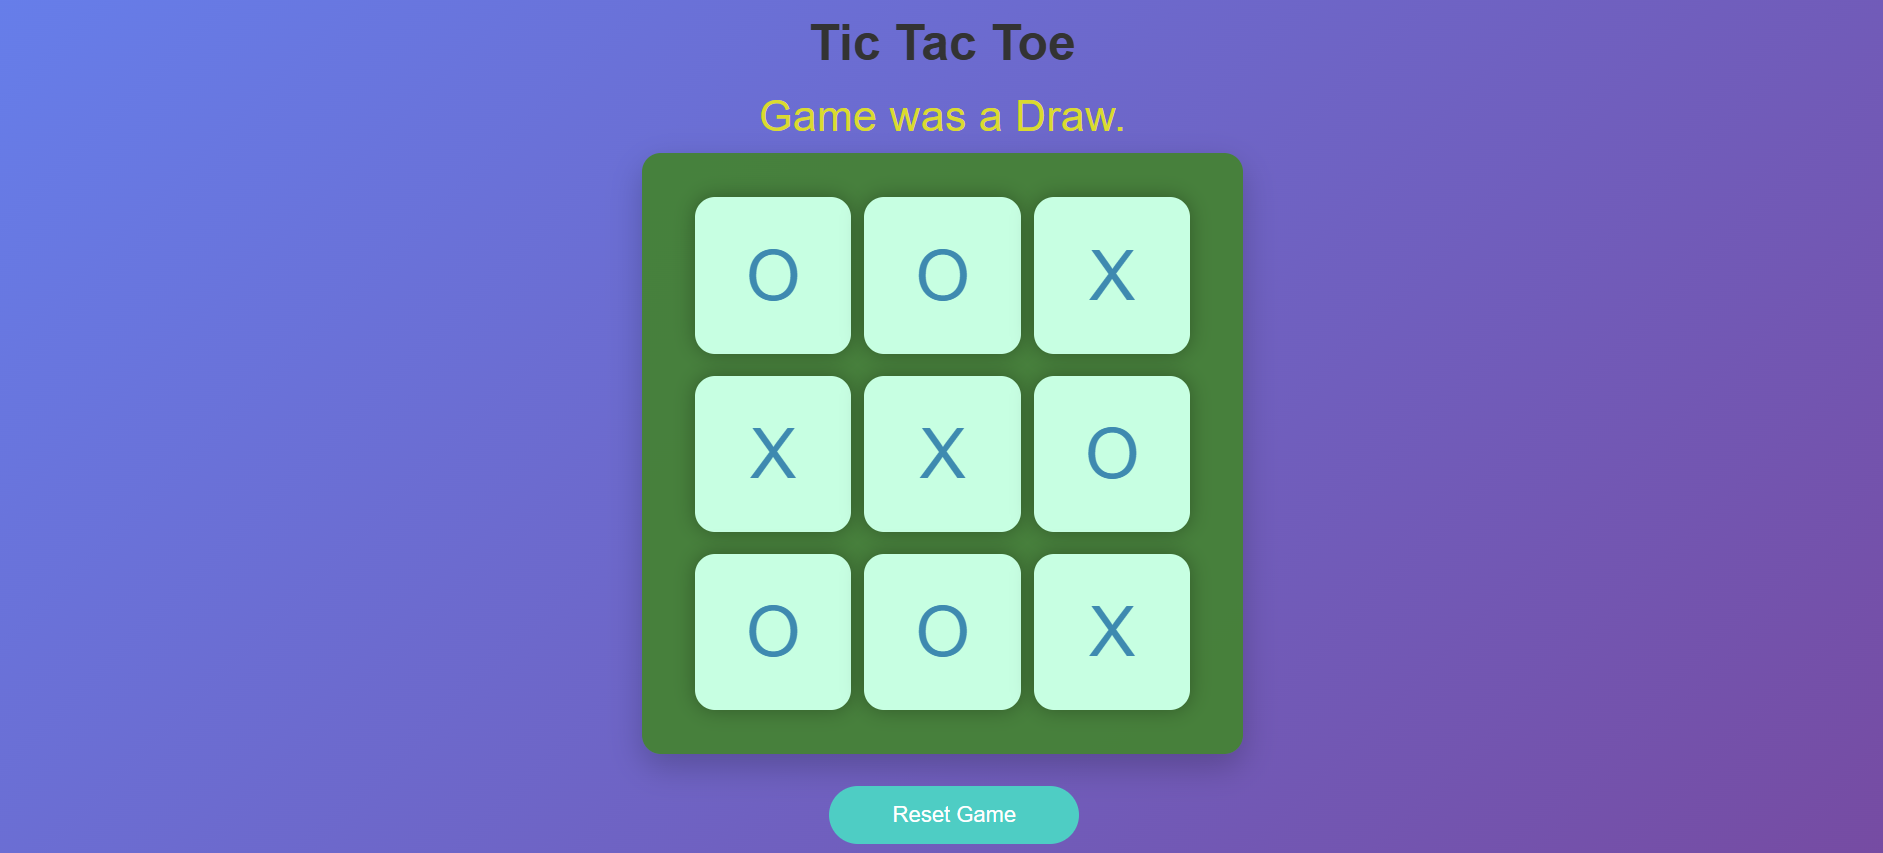 Tic Tac Toe
Game was a Draw.
O O X
X X O
O O X
Reset Game